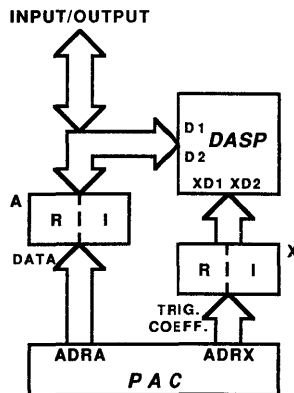 INPUT/OUTPUT
D1 DASP
D2
XD1 XD2
A
R I
X
DATA
R I
TRIG.
COEFF.
ADRA ADRX
PAC